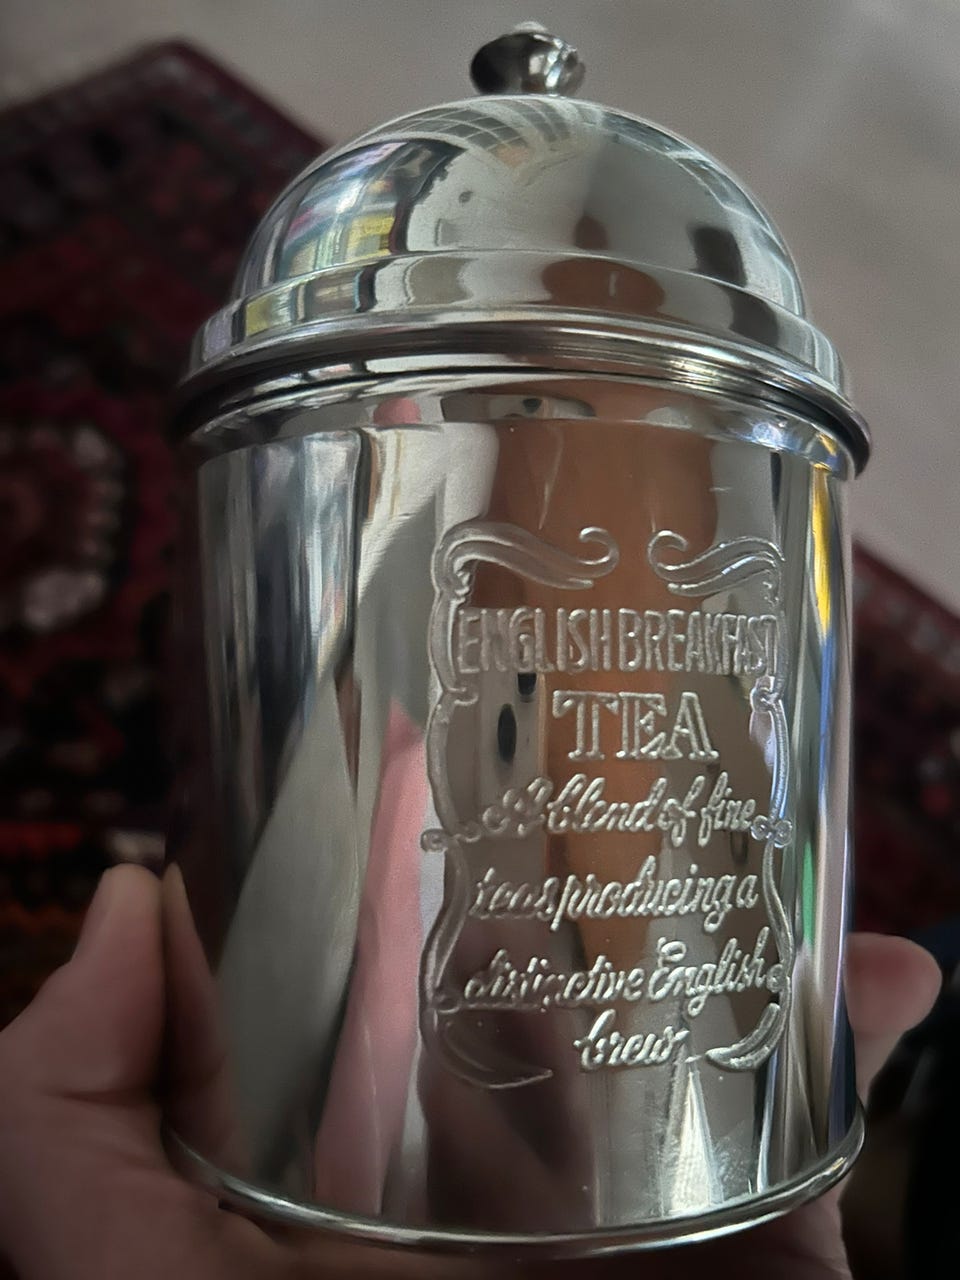 ENGLISH BREAKFAST
TEA
A blend of fine
teas producing a
distinctive English
brew